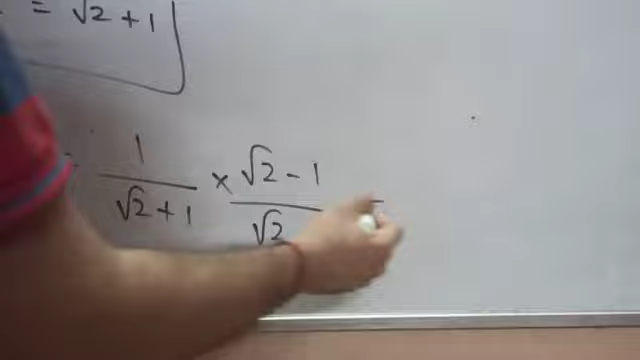 = √2 + 1
= 1/(√2 + 1) × (√2 - 1)/√2 =